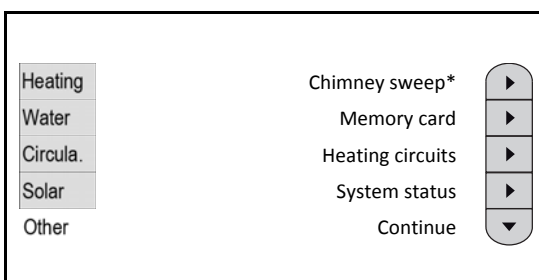 Heating Chimney sweep*
Water Memory card
Circula. Heating circuits
Solar System status
Other Continue